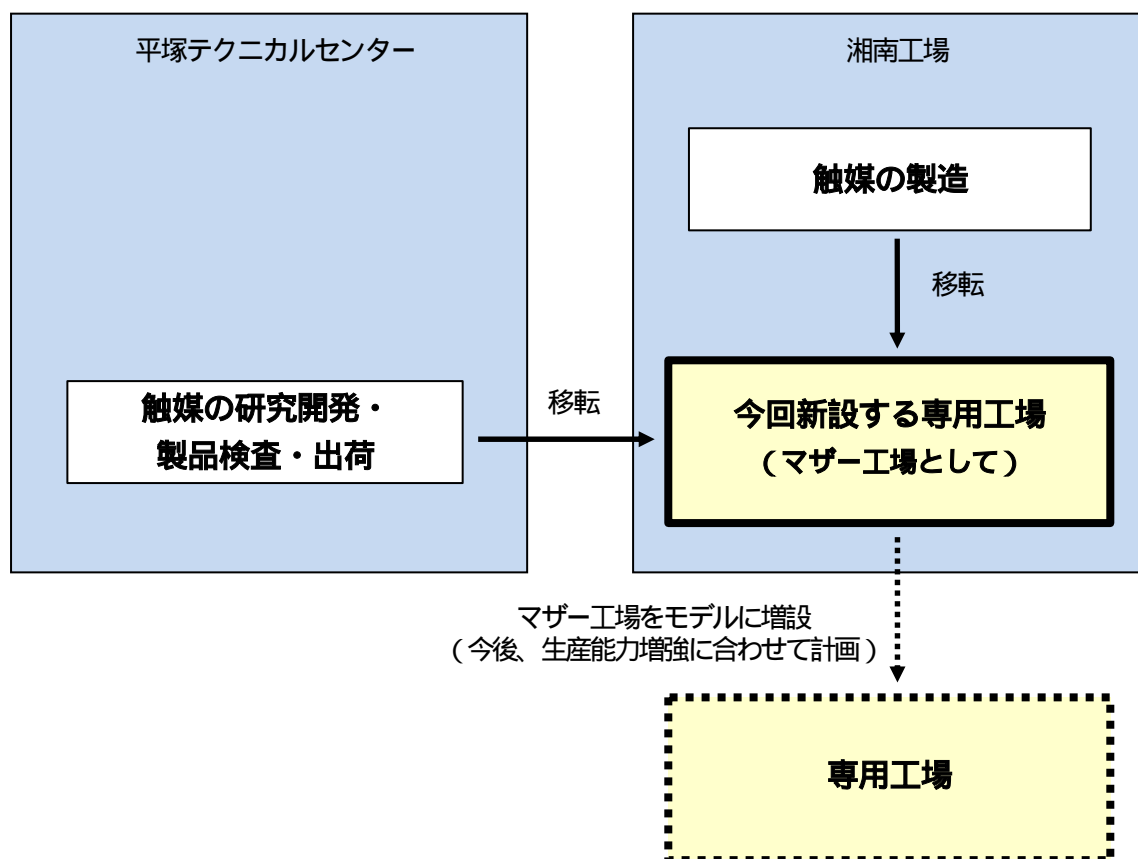 平塚テクニカルセンター
湘南工場
触媒の製造
移転
触媒の研究開発・
製品検査・出荷
移転
今回新設する専用工場
（マザー工場として）
マザー工場をモデルに増設
（今後、生産能力増強に合わせて計画）
専用工場